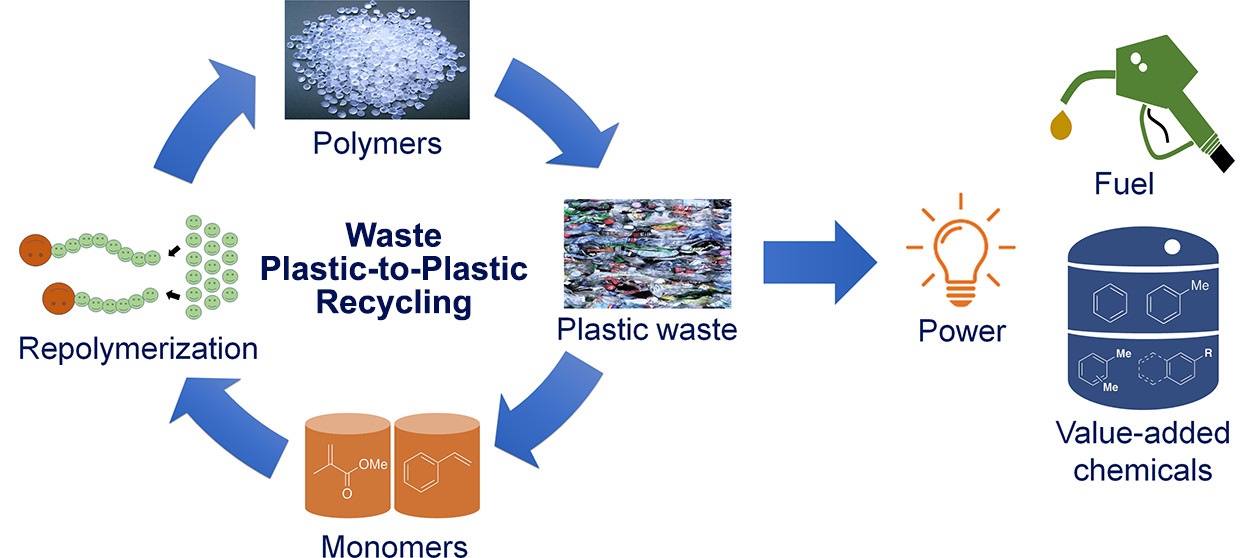 Polymers
Waste
Plastic-to-Plastic
Recycling
Repolymerization
Plastic waste
Monomers
OMe
O
Power
Fuel
Me
Me
Me
R
Value-added
chemicals